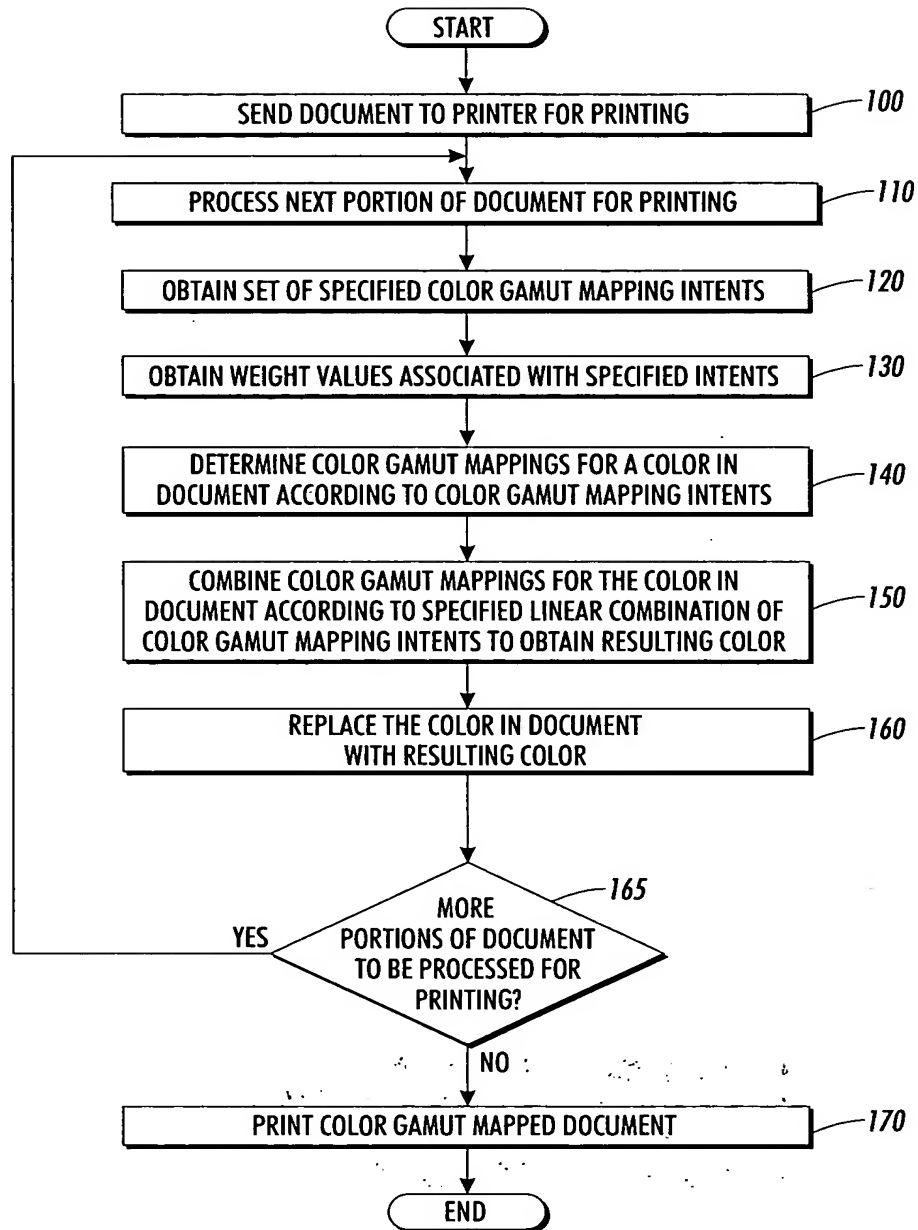 START
SEND DOCUMENT TO PRINTER FOR PRINTING
100
PROCESS NEXT PORTION OF DOCUMENT FOR PRINTING
110
OBTAIN SET OF SPECIFIED COLOR GAMUT MAPPING INTENTS
120
OBTAIN WEIGHT VALUES ASSOCIATED WITH SPECIFIED INTENTS
130
DETERMINE COLOR GAMUT MAPPINGS FOR A COLOR IN
DOCUMENT ACCORDING TO COLOR GAMUT MAPPING INTENTS
140
COMBINE COLOR GAMUT MAPPINGS FOR THE COLOR IN
DOCUMENT ACCORDING TO SPECIFIED LINEAR COMBINATION OF
COLOR GAMUT MAPPING INTENTS TO OBTAIN RESULTING COLOR
150
REPLACE THE COLOR IN DOCUMENT
WITH RESULTING COLOR
160
165
MORE
PORTIONS OF DOCUMENT
TO BE PROCESSED FOR
PRINTING?
YES
NO
PRINT COLOR GAMUT MAPPED DOCUMENT
170
END